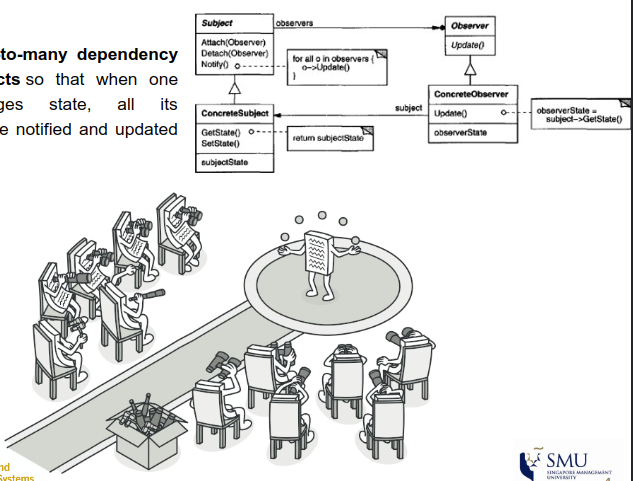 to-many dependency
cts so that when one
ges state, all its
e notified and updated
Subject
observers
Attach(Observer)
Detach(Observer)
Notify()
for all o in observers {
o->Update()
}
Observer
Update()
ConcreteSubject
GetState()
SetState()
subjectState
return subjectState
subject
ConcreteObserver
Update()
observerState
observerState =
subject->GetState()
nd
Systems
SMU
SINGAPORE MANAGEMENT
UNIVERSITY